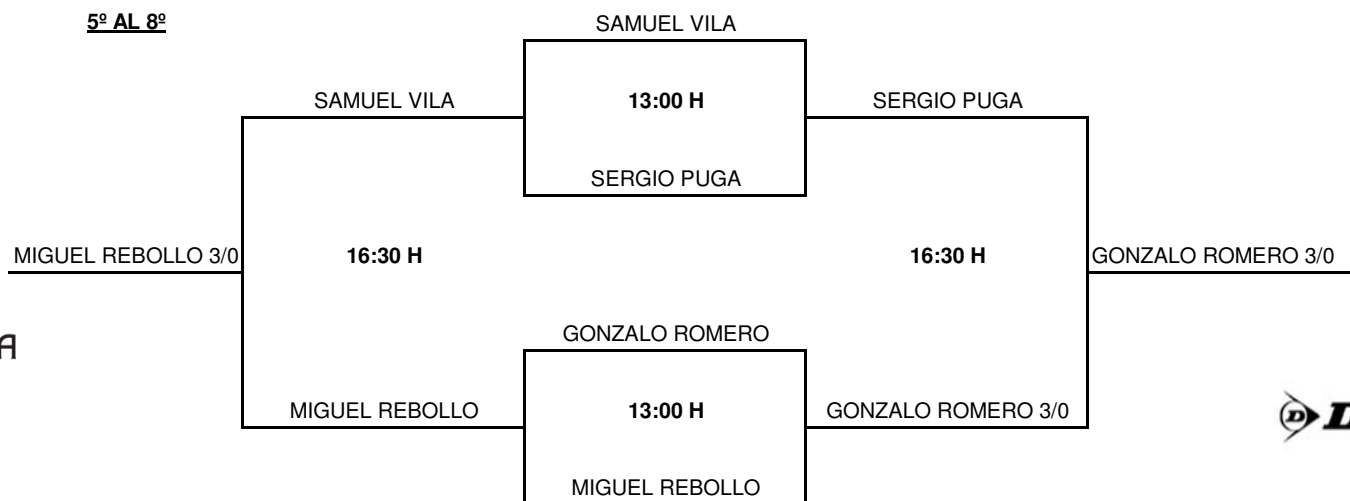 5º AL 8º
SAMUEL VILA
SAMUEL VILA
13:00 H
SERGIO PUGA
SERGIO PUGA
MIGUEL REBOLLO 3/0
16:30 H
16:30 H
GONZALO ROMERO 3/0
GONZALO ROMERO
MIGUEL REBOLLO
13:00 H
GONZALO ROMERO 3/0
MIGUEL REBOLLO